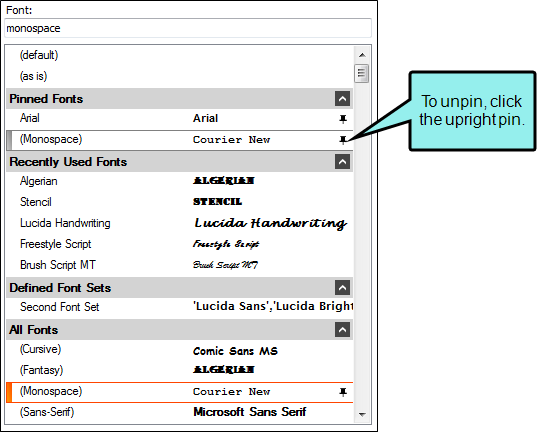 Font:
monospace
(default)
(as is)
Pinned Fonts
Arial Arial
(Monospace) Courier New
To unpin, click
the upright pin.
Recently Used Fonts
Algerian ALGERIAN
Stencil STENCIL
Lucida Handwriting Lucida Handwriting
Freestyle Script Freestyle Script
Brush Script MT Brush Script MT
Defined Font Sets
Second Font Set 'Lucida Sans','Lucida Bright
All Fonts
(Cursive) Comic Sans MS
(Fantasy) ALGERIAN
(Monospace) Courier New
(Sans-Serif) Microsoft Sans Serif